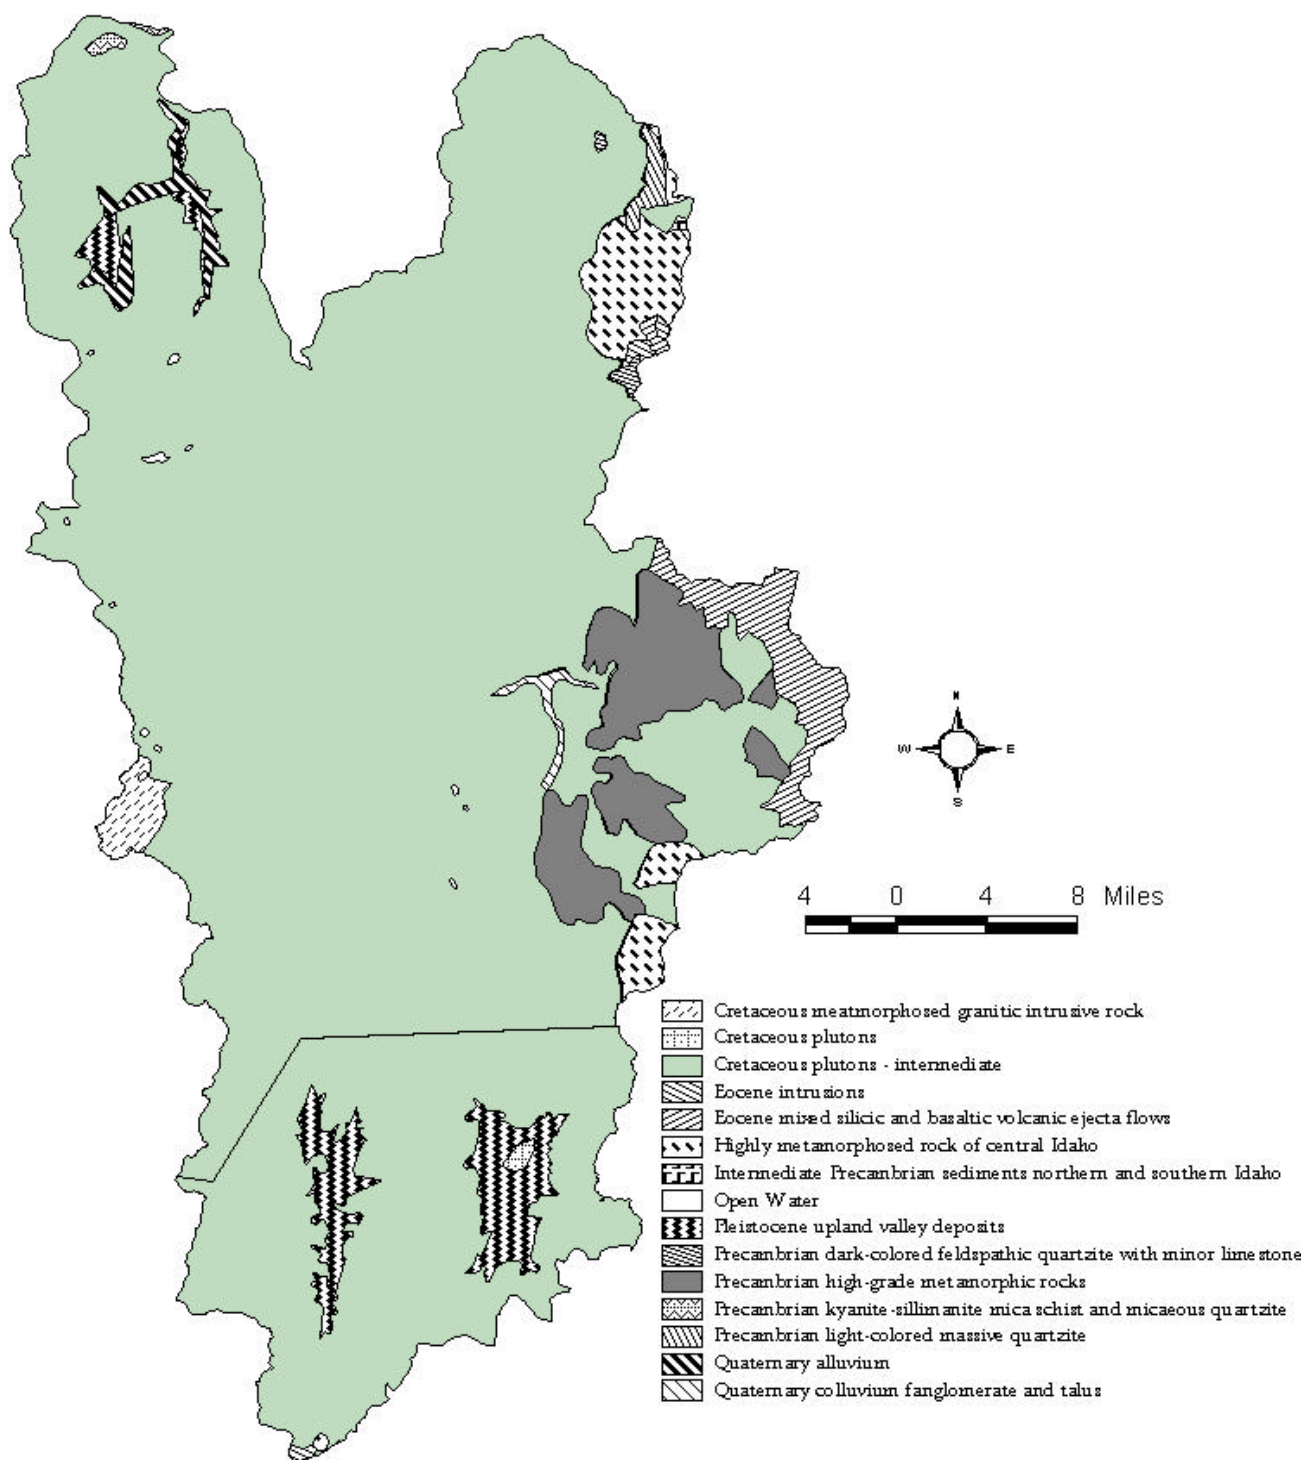 N
W E
S
4 0 4 8 Miles
Cretaceous meatmorphosed granitic intrusive rock
Cretaceous plutons
Cretaceous plutons - intermediate
Eocene intrusions
Eocene mixed silicic and basaltic volcanic ejecta flows
Highly metamorphosed rock of central Idaho
Intermediate Precambrian sediments northern and southern Idaho
Open Water
Pleistocene upland valley deposits
Precambrian dark-colored feldspathic quartzite with minor limestone
Precambrian high-grade metamorphic rocks
Precambrian kyanite-sillimanite mica schist and micaeous quartzite
Precambrian light-colored massive quartzite
Quaternary alluvium
Quaternary colluvium fanglomerate and talus